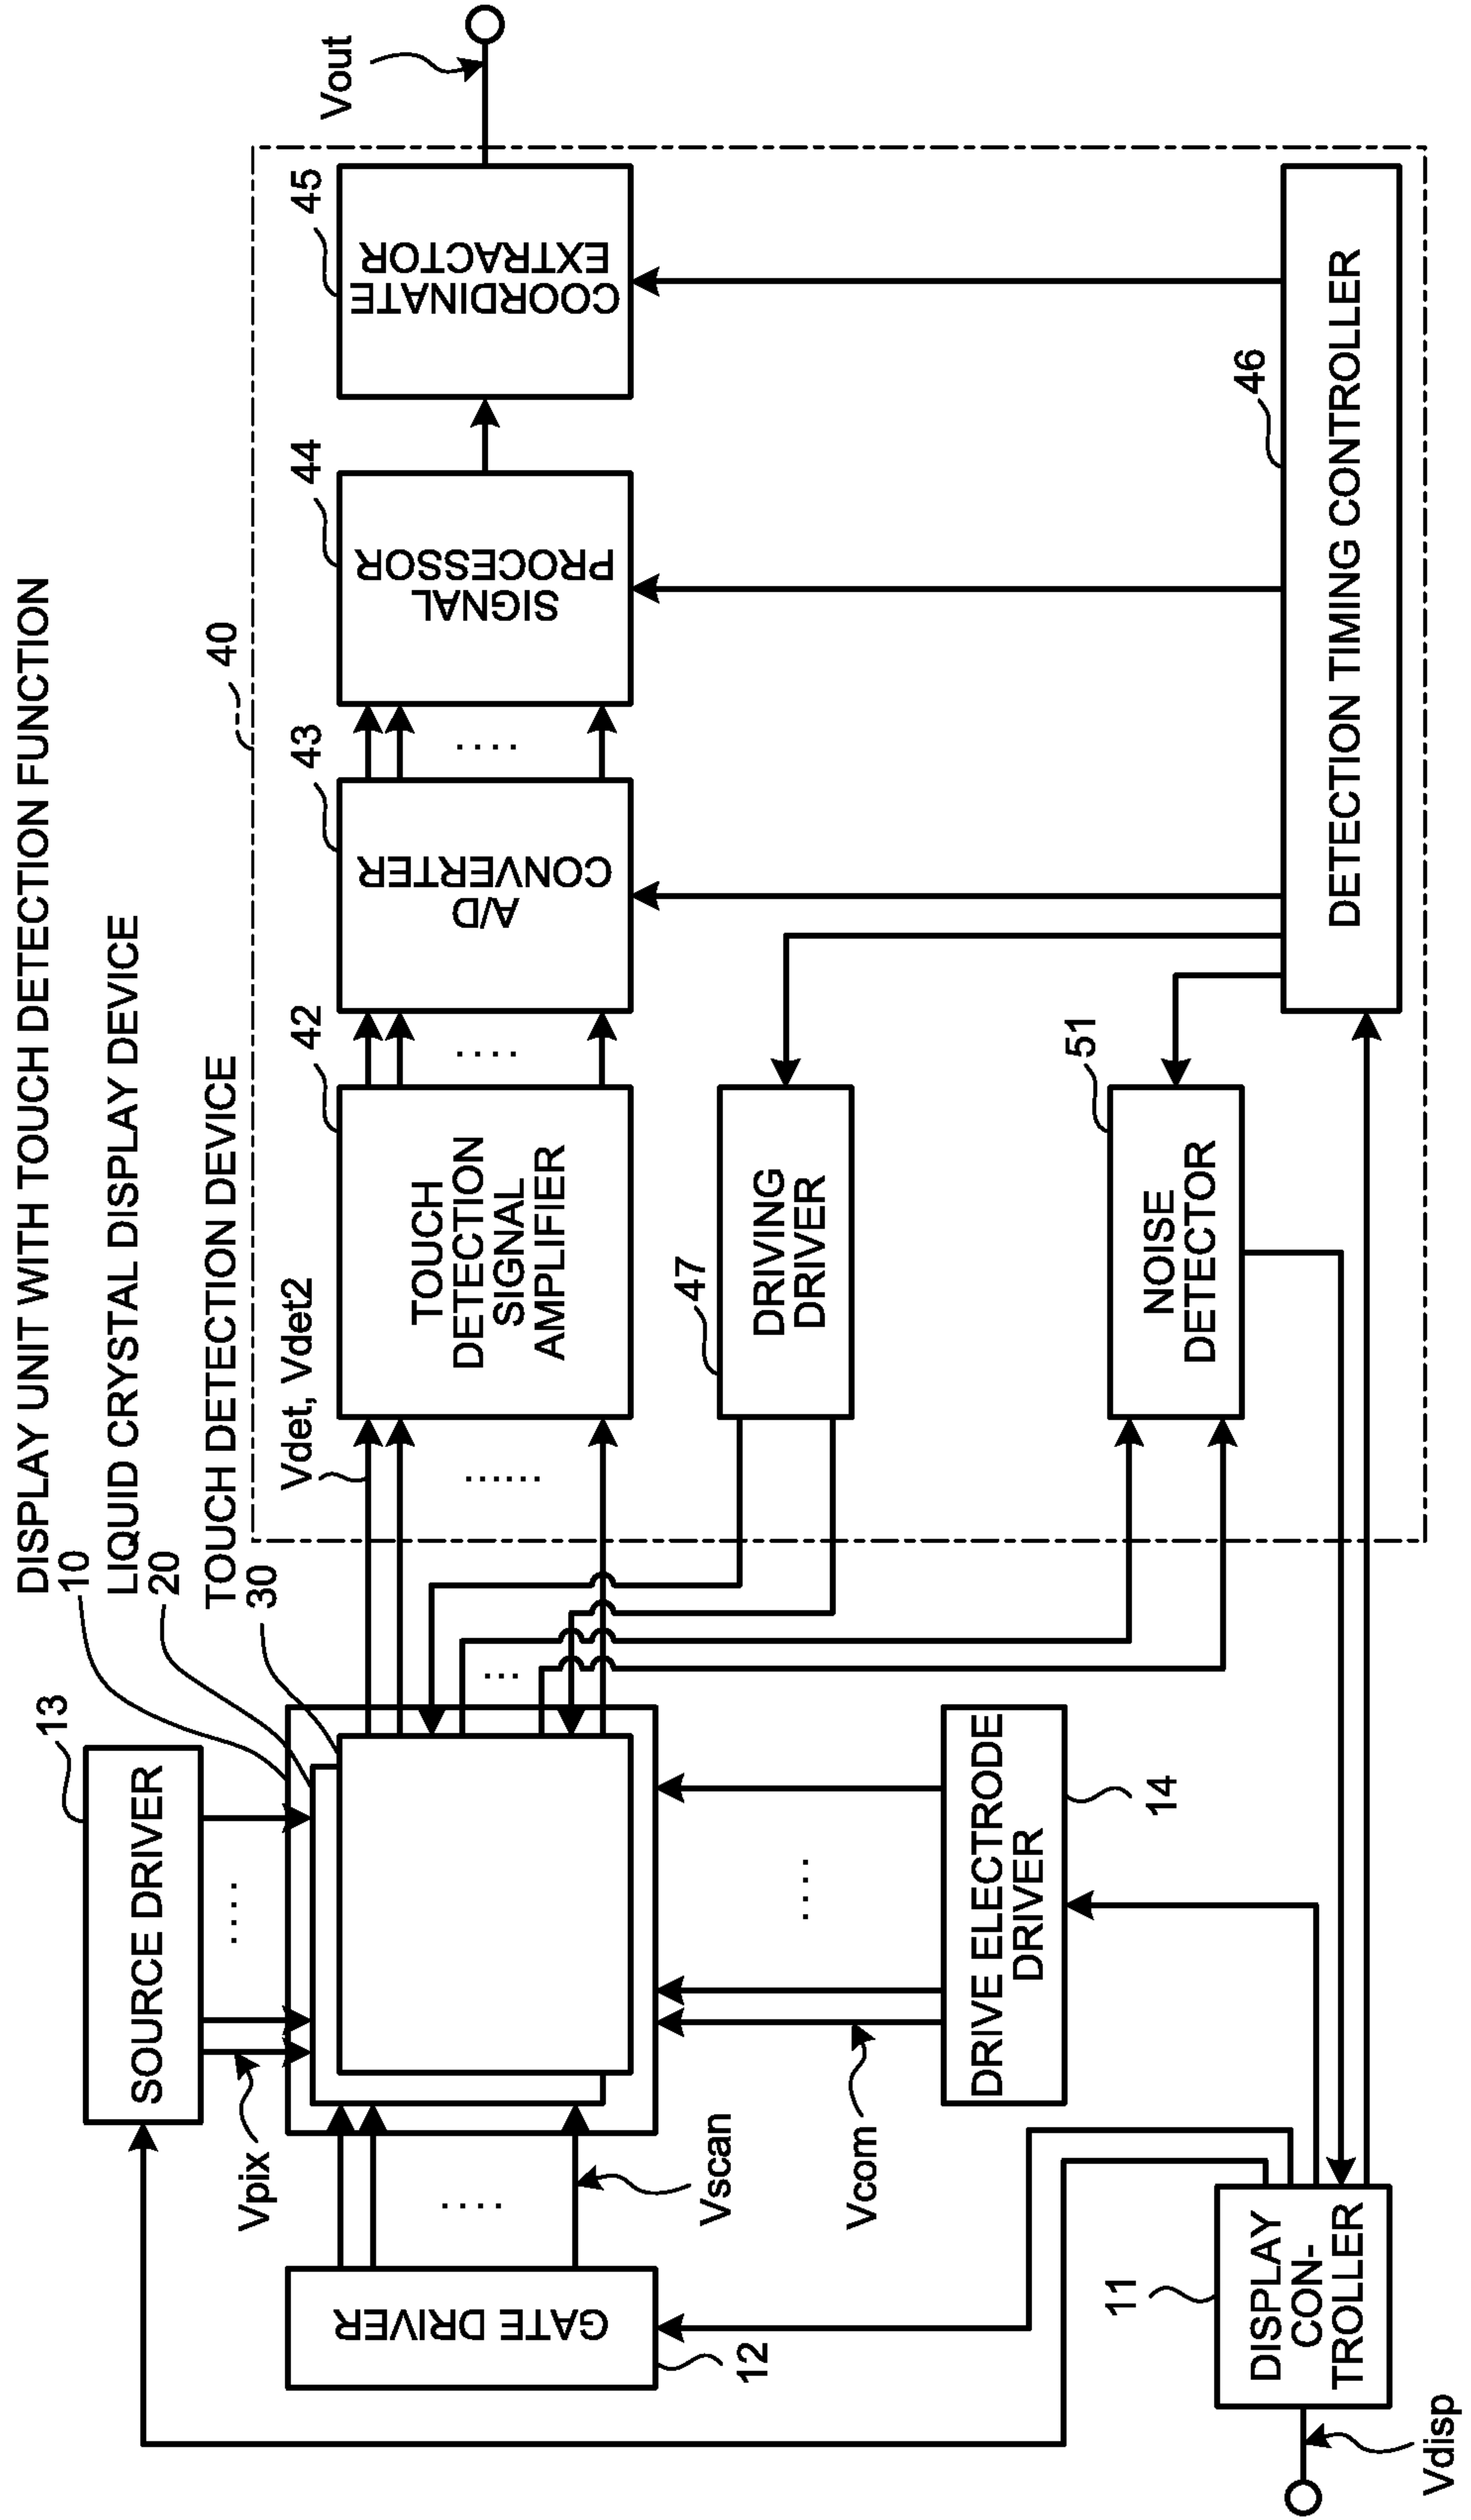 DISPLAY UNIT WITH TOUCH DETECTION FUNCTION
10
LIQUID CRYSTAL DISPLAY DEVICE
20
TOUCH DETECTION DEVICE
30
40
13
SOURCE DRIVER
Vpix
Vdet, Vdet2
42
TOUCH
DETECTION
SIGNAL
AMPLIFIER
43
A/D
CONVERTER
44
SIGNAL
PROCESSOR
45
COORDINATE
EXTRACTOR
Vout
GATE DRIVER
12
Vscan
47
DRIVING
DRIVER
Vcom
DRIVE ELECTRODE
DRIVER
14
51
NOISE
DETECTOR
46
DETECTION TIMING CONTROLLER
11
DISPLAY
CON-
TROLLER
Vdisp
....
....
....
....
....
......
...